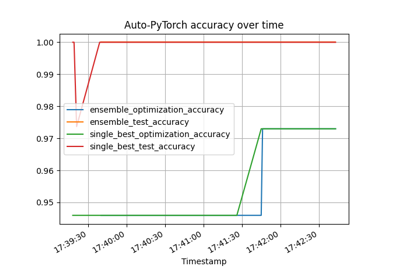 Auto-PyTorch accuracy over time
1.00
0.99
0.98
0.97
0.96
0.95
ensemble_optimization_accuracy
ensemble_test_accuracy
single_best_optimization_accuracy
single_best_test_accuracy
17:39:30
17:40:00
17:40:30
17:41:00
17:41:30
17:42:00
17:42:30
Timestamp